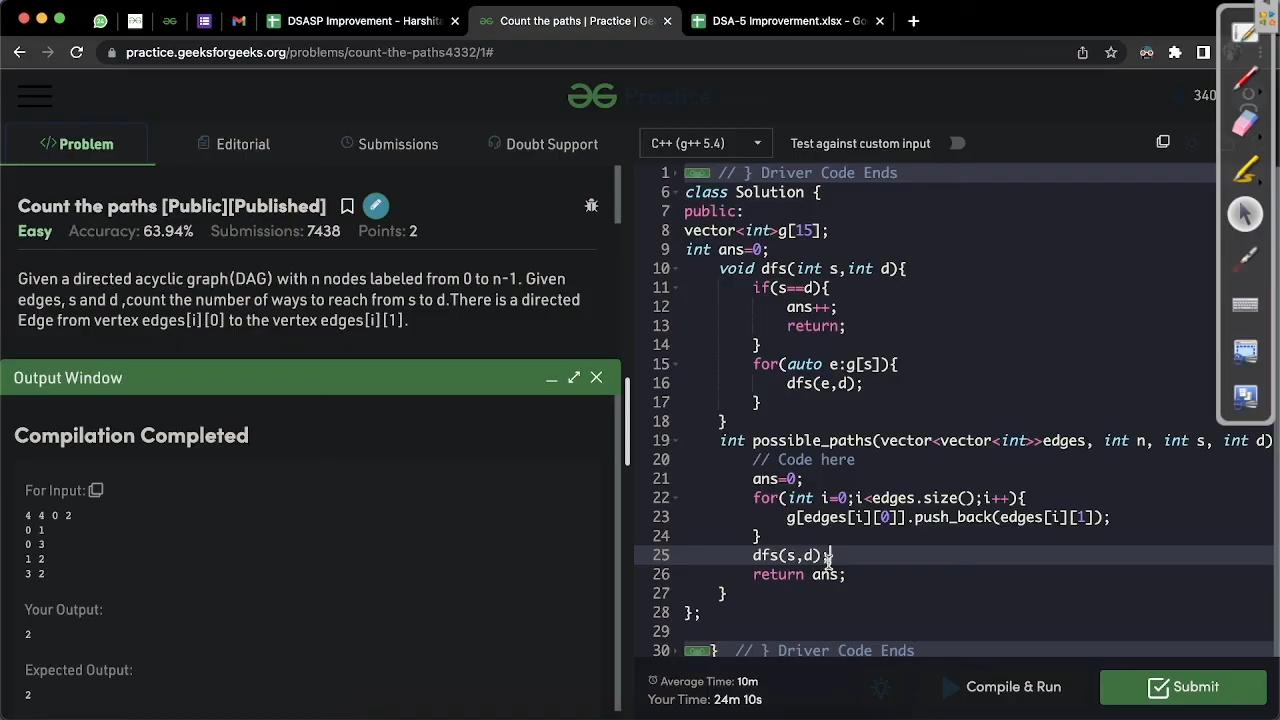 DSASP Improvement - Harshita
Count the paths | Practice | Ge
DSA-5 Improverment.xlsx - Go
practice.geeksforgeeks.org/problems/count-the-paths4332/1#
Practice
340
</>Problem
Editorial
Submissions
Doubt Support
C++ (g++ 5.4)
Test against custom input
Count the paths [Public][Published]
Easy Accuracy: 63.94% Submissions: 7438 Points: 2
Given a directed acyclic graph(DAG) with n nodes labeled from 0 to n-1. Given
edges, s and d ,count the number of ways to reach from s to d.There is a directed
Edge from vertex edges[i][0] to the vertex edges[i][1].
Output Window
Compilation Completed
For Input:
4 4 0 2
0 1
0 3
1 2
3 2
Your Output:
2
Expected Output:
2
1 // } Driver Code Ends
6 class Solution {
7 public:
8 vector<int>g[15];
9 int ans=0;
10 void dfs(int s,int d){
11 if(s==d){
12 ans++;
13 return;
14 }
15 for(auto e:g[s]){
16 dfs(e,d);
17 }
18 }
19 int possible_paths(vector<vector<int>>edges, int n, int s, int d)
20 // Code here
21 ans=0;
22 for(int i=0;i<edges.size();i++){
23 g[edges[i][0]].push_back(edges[i][1]);
24 }
25 dfs(s,d);
26 return ans;
27 }
28 };
29
30 } // } Driver Code Ends
Average Time: 10m
Your Time: 24m 10s
Compile & Run
Submit